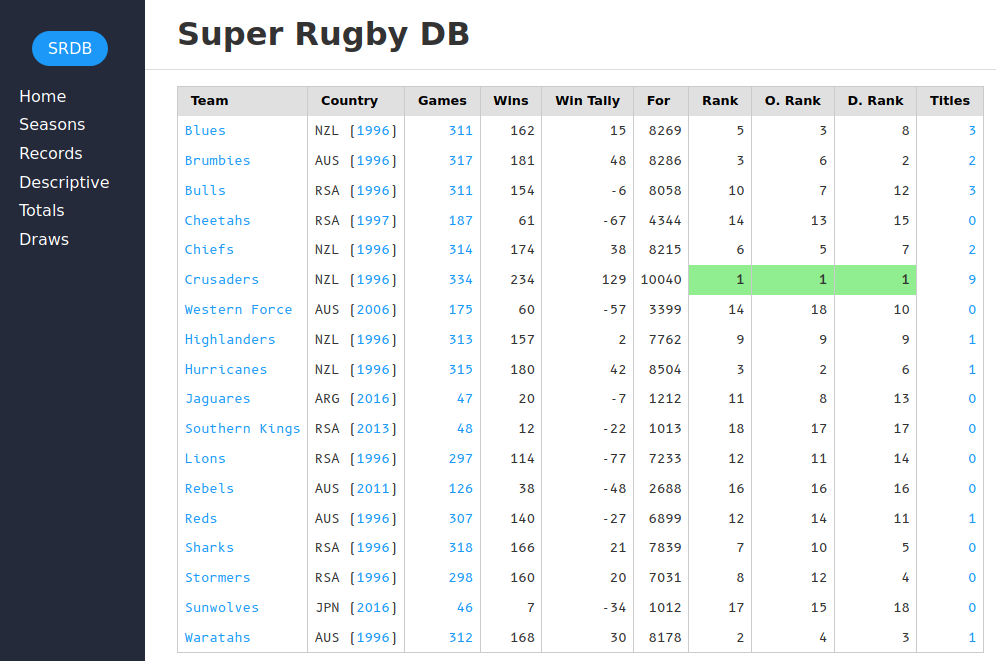 SRDB
Home
Seasons
Records
Descriptive
Totals
Draws
Super Rugby DB
Team Country Games Wins Win Tally For Rank O. Rank D. Rank Titles
Blues NZL [1996] 311 162 15 8269 5 3 8 3
Brumbies AUS [1996] 317 181 48 8286 3 6 2 2
Bulls RSA [1996] 311 154 -6 8058 10 7 12 3
Cheetahs RSA [1997] 187 61 -67 4344 14 13 15 0
Chiefs NZL [1996] 314 174 38 8215 6 5 7 2
Crusaders NZL [1996] 334 234 129 10040 1 1 1 9
Western Force AUS [2006] 175 60 -57 3399 14 18 10 0
Highlanders NZL [1996] 313 157 2 7762 9 9 9 1
Hurricanes NZL [1996] 315 180 42 8504 3 2 6 1
Jaguares ARG [2016] 47 20 -7 1212 11 8 13 0
Southern Kings RSA [2013] 48 12 -22 1013 18 17 17 0
Lions RSA [1996] 297 114 -77 7233 12 11 14 0
Rebels AUS [2011] 126 38 -48 2688 16 16 16 0
Reds AUS [1996] 307 140 -27 6899 12 14 11 1
Sharks RSA [1996] 318 166 21 7839 7 10 5 0
Stormers RSA [1996] 298 160 20 7031 8 12 4 0
Sunwolves JPN [2016] 46 7 -34 1012 17 15 18 0
Waratahs AUS [1996] 312 168 30 8178 2 4 3 1